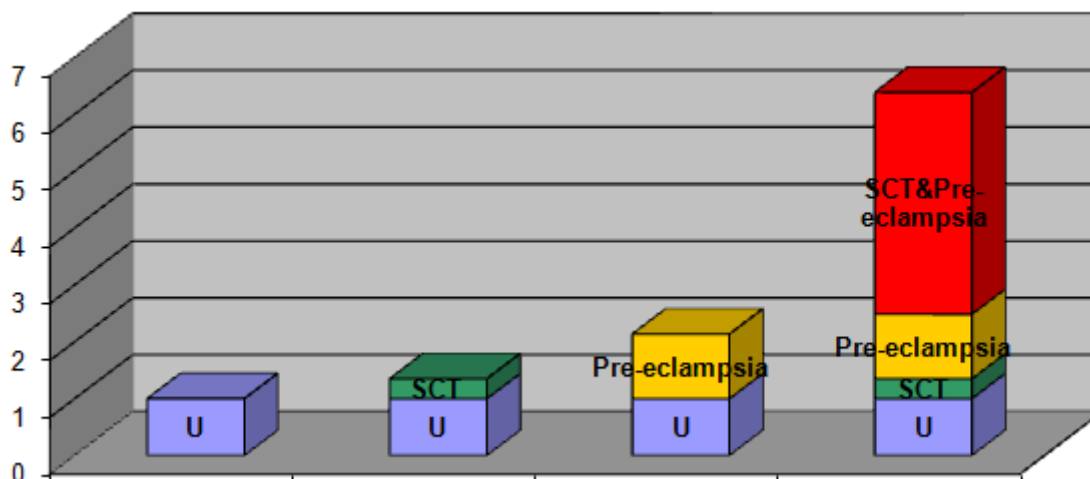 7
6
5
4
3
2
1
0
U
SCT
U
Pre-eclampsia
U
SCT&Pre-
eclampsia
Pre-eclampsia
SCT
U